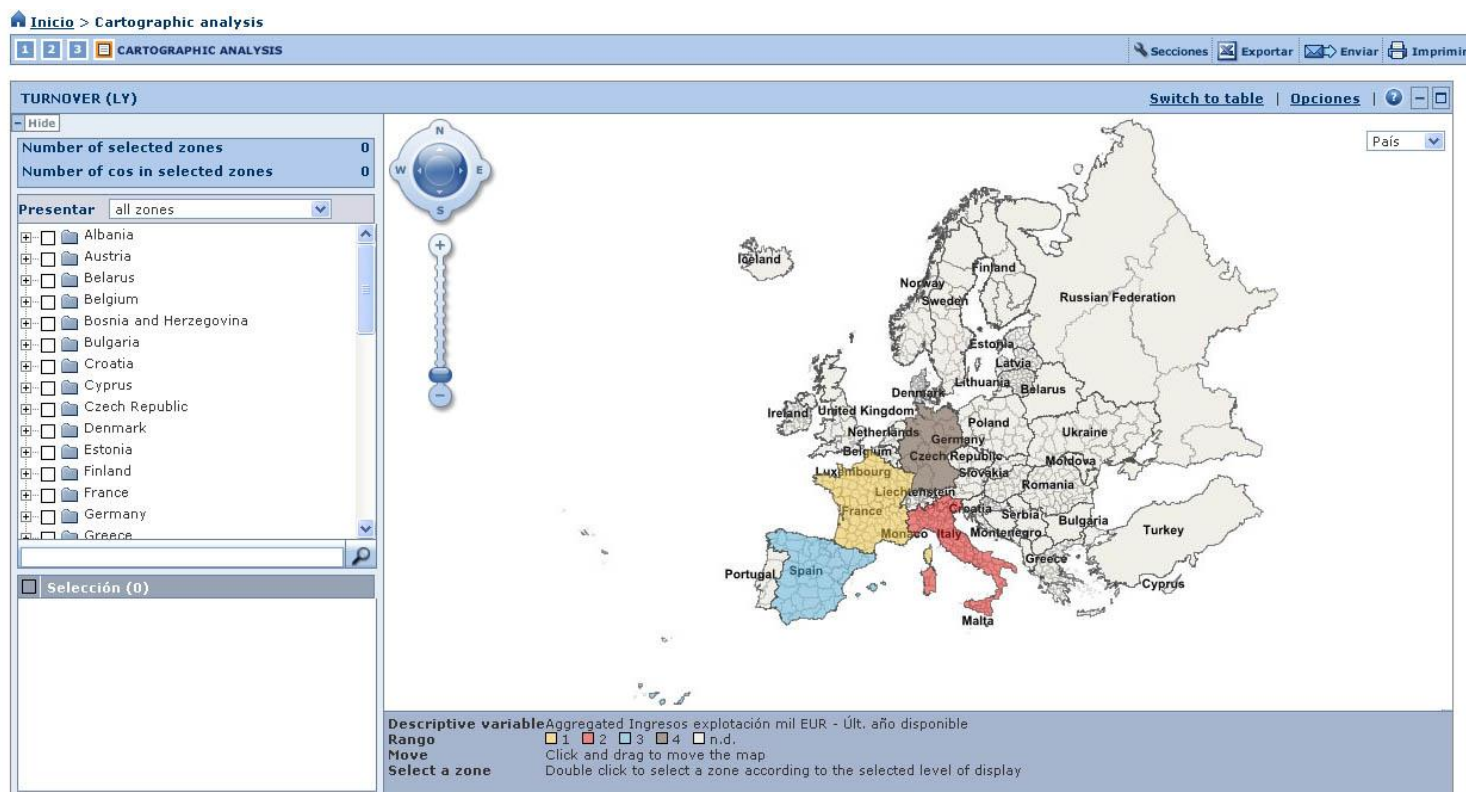 Inicio > Cartographic analysis
1 2 3 CARTOGRAPHIC ANALYSIS
Secciones Exportar Enviar Imprimir
TURNOVER (LY)
Switch to table | Opciones | ?
Hide
Number of selected zones 0
Number of cos in selected zones 0
Presentar all zones
Albania
Austria
Belarus
Belgium
Bosnia and Herzegovina
Bulgaria
Croatia
Cyprus
Czech Republic
Denmark
Estonia
Finland
France
Germany
Greece
Selección (0)
N
W E
S
País
Iceland
Finland
Norway
Sweden
Russian Federation
Estonia
Latvia
Lithuania
Denmark
Belarus
Ireland
United Kingdom
Netherlands
Poland
Germany
Ukraine
Belgium
Czech Republic
Moldova
Luxembourg
Slovakia
Romania
Liechtenstein
France
Croatia
Serbia
Bulgaria
Monaco
Italy
Montenegro
Turkey
Greece
Portugal
Spain
Cyprus
Malta
Descriptive variable Aggregated Ingresos explotación mil EUR - Últ. año disponible
Rango 1 2 3 4 n.d.
Move Click and drag to move the map
Select a zone Double click to select a zone according to the selected level of display